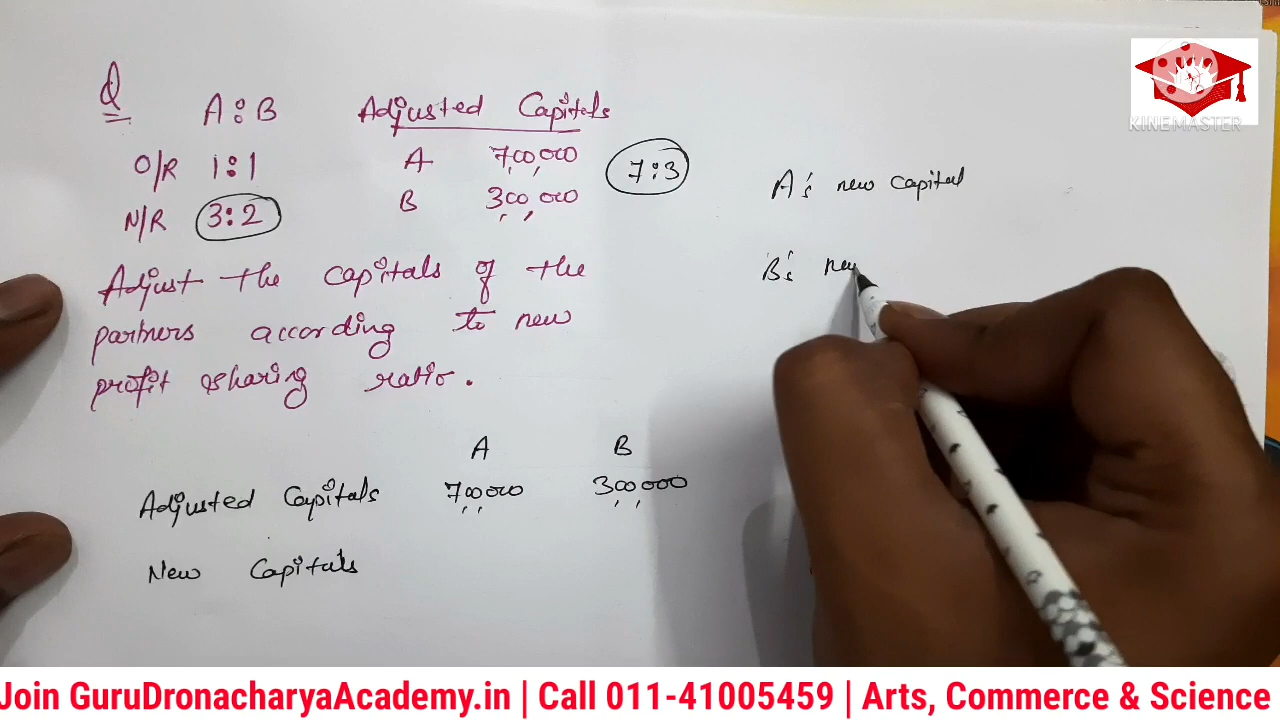 Q
A : B Adjusted Capitals
O/R 1:1 A 7,00,000 7:3
N/R 3:2 B 3,00,000
Adjust the capitals of the
partners according to new
profit sharing ratio.
A's new capital
B's new
A B
Adjusted Capitals 7,00,000 3,00,000
New Capitals
KINEMASTER
Join GuruDronacharyaAcademy.in | Call 011-41005459 | Arts, Commerce & Science